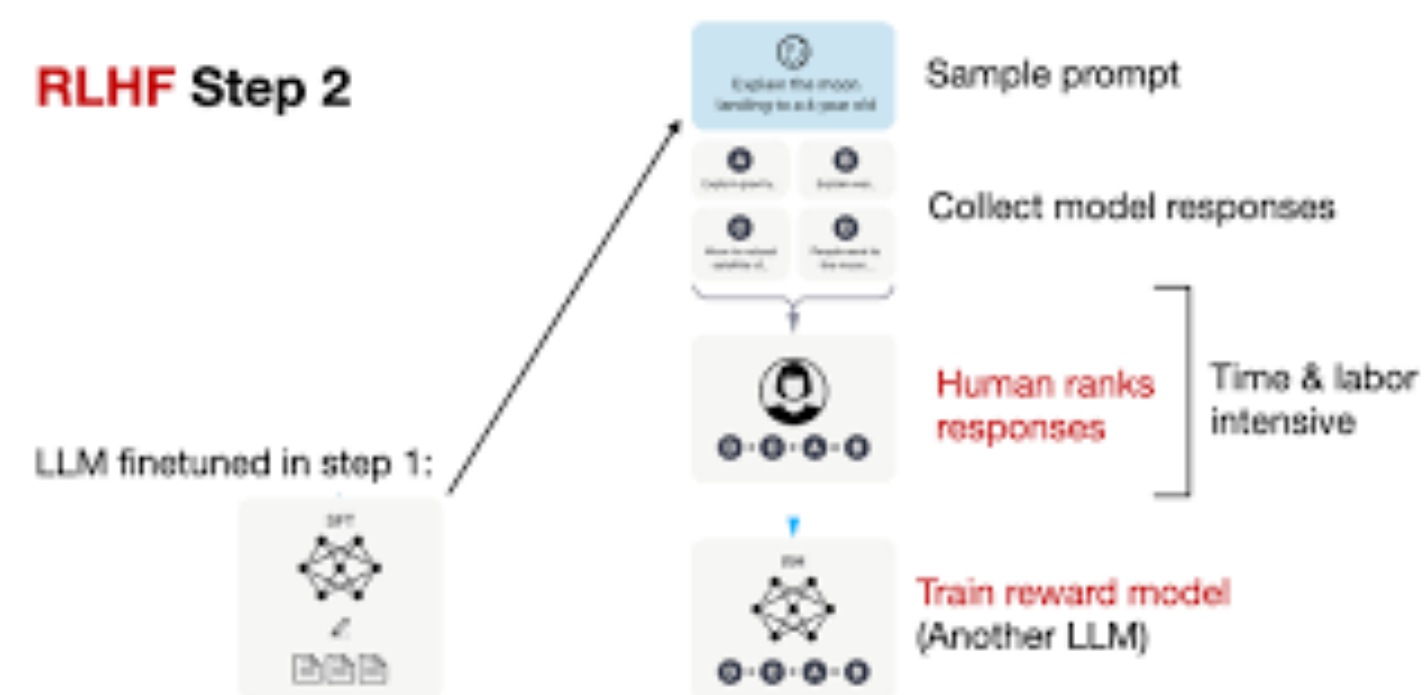 RLHF Step 2
Explain the moon
landing to a 6 year old
Sample prompt
Collect model responses
Human ranks
responses
Time & labor
intensive
LLM finetuned in step 1:
SFT
RM
Train reward model
(Another LLM)